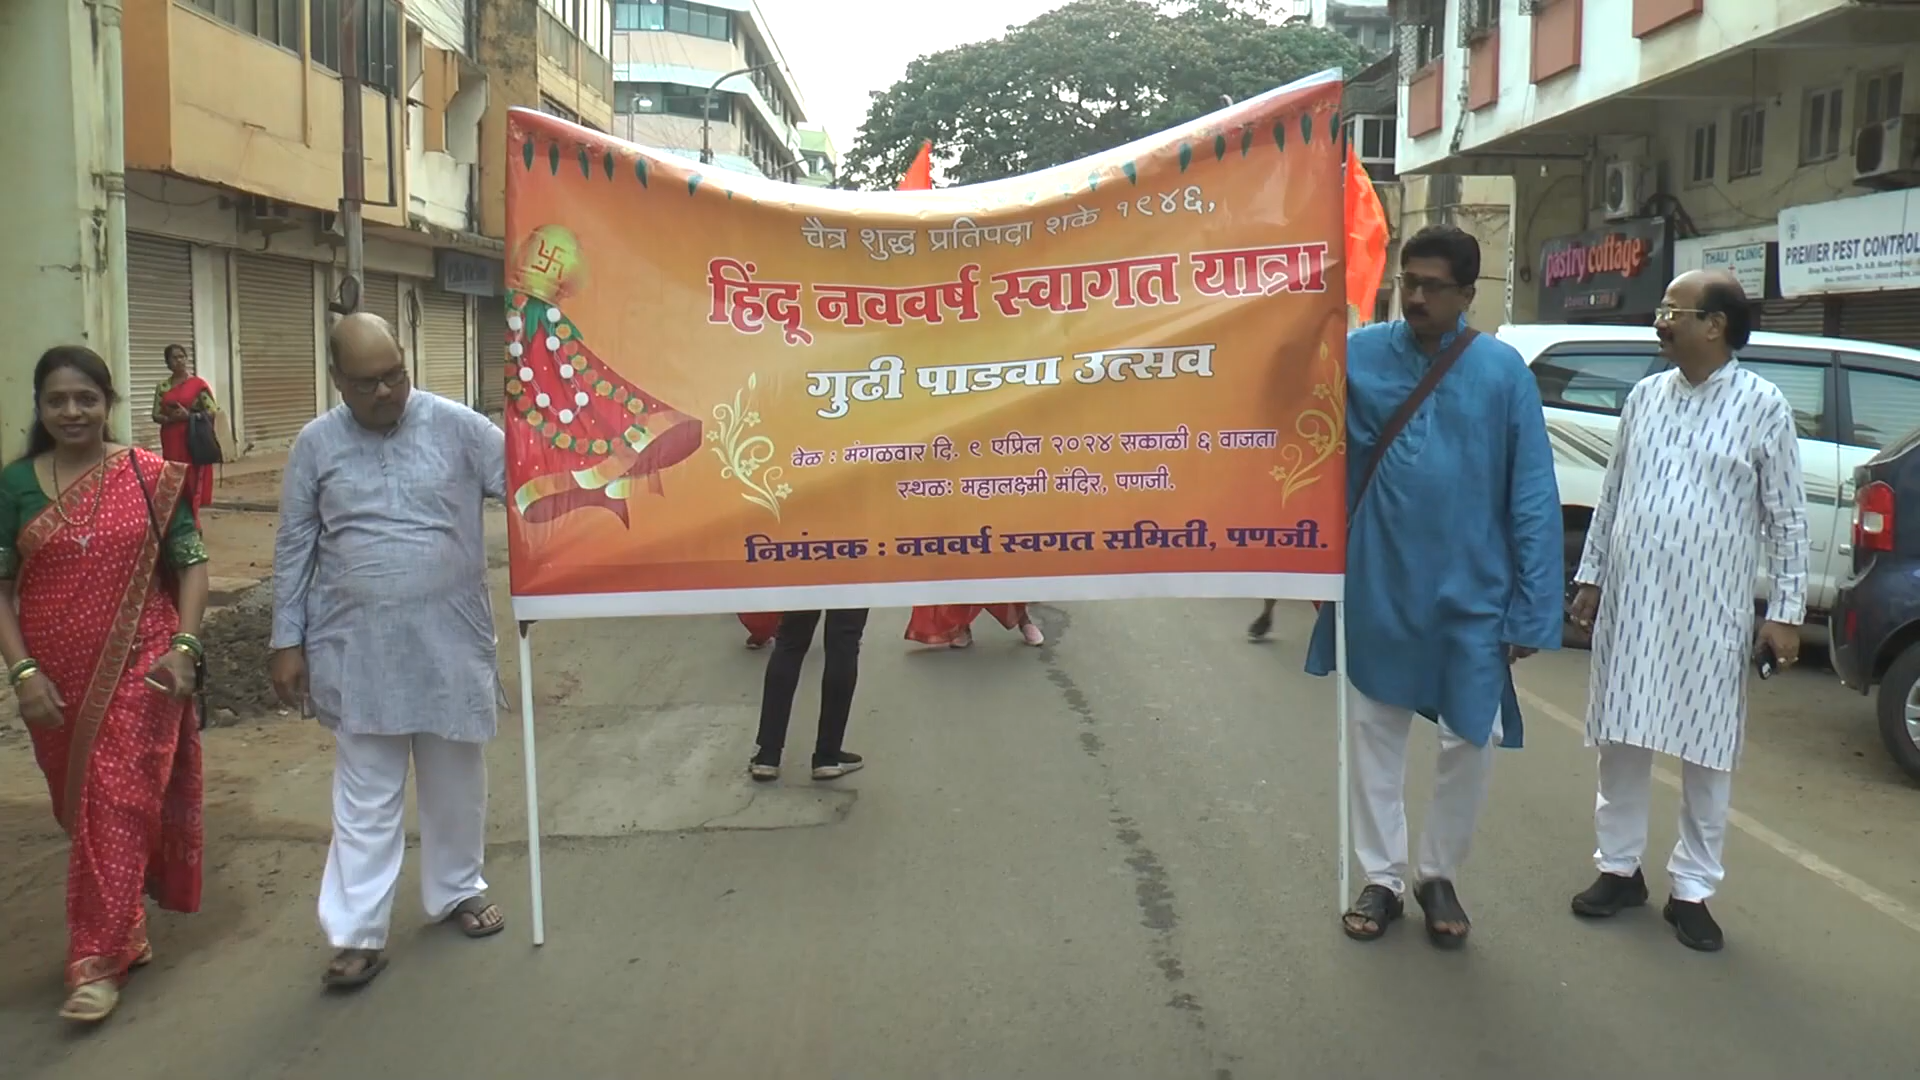 चैत्र शुद्ध प्रतिपदा शके १९४६,
हिंदू नववर्ष स्वागत यात्रा
गुढी पाडवा उत्सव
वेळ : मंगळवार दि. ९ एप्रिल २०२४ सकाळी ६ वाजता
स्थळः महालक्ष्मी मंदिर, पणजी.
निमंत्रक : नववर्ष स्वगत समिती, पणजी.
pastry cottage
THALI CLINIC
PREMIER PEST CONTROL